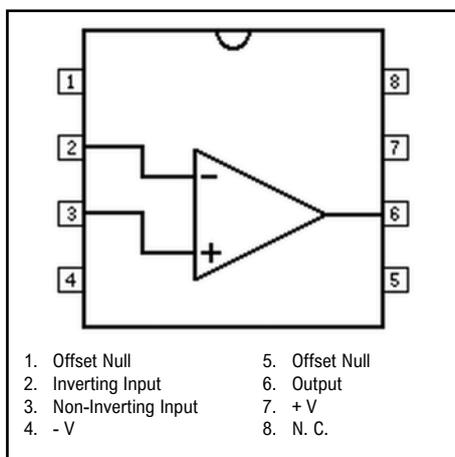 1 8
2 7
−
3 6
+
4 5
1. Offset Null
2. Inverting Input
3. Non-Inverting Input
4. - V
5. Offset Null
6. Output
7. + V
8. N. C.